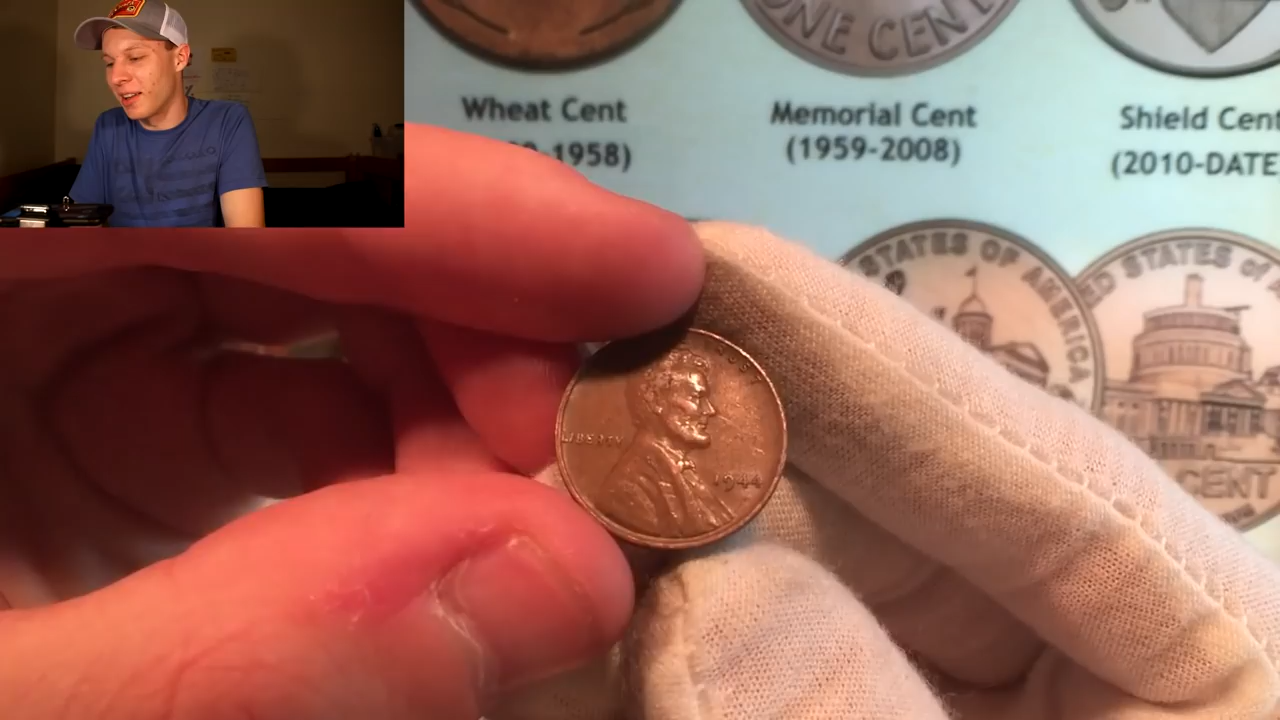 ONE CENT
Wheat Cent
-1958)
Memorial Cent
(1959-2008)
Shield Cent
(2010-DATE
STATES OF AMERICA
ED STATES of A
CENT
LIBERTY
1944